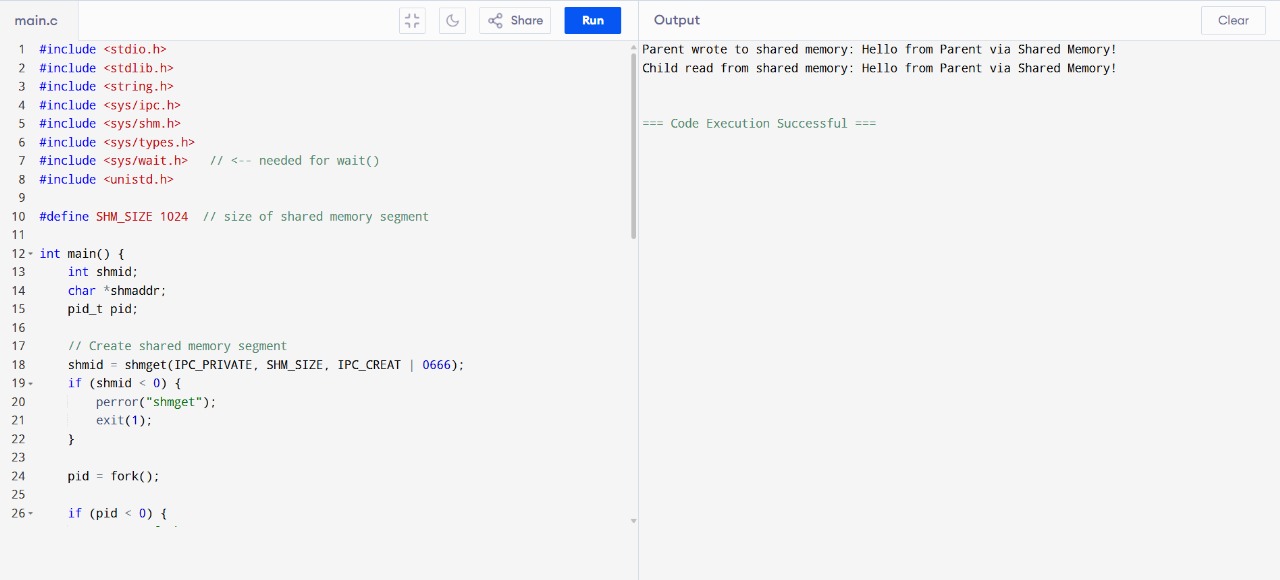 main.c
Share
Run
Output
Clear
1 #include <stdio.h>
2 #include <stdlib.h>
3 #include <string.h>
4 #include <sys/ipc.h>
5 #include <sys/shm.h>
6 #include <sys/types.h>
7 #include <sys/wait.h>   // <-- needed for wait()
8 #include <unistd.h>
9
10 #define SHM_SIZE 1024  // size of shared memory segment
11
12 int main() {
13     int shmid;
14     char *shmaddr;
15     pid_t pid;
16
17     // Create shared memory segment
18     shmid = shmget(IPC_PRIVATE, SHM_SIZE, IPC_CREAT | 0666);
19     if (shmid < 0) {
20         perror("shmget");
21         exit(1);
22     }
23
24     pid = fork();
25
26     if (pid < 0) {
Parent wrote to shared memory: Hello from Parent via Shared Memory!
Child read from shared memory: Hello from Parent via Shared Memory!
=== Code Execution Successful ===